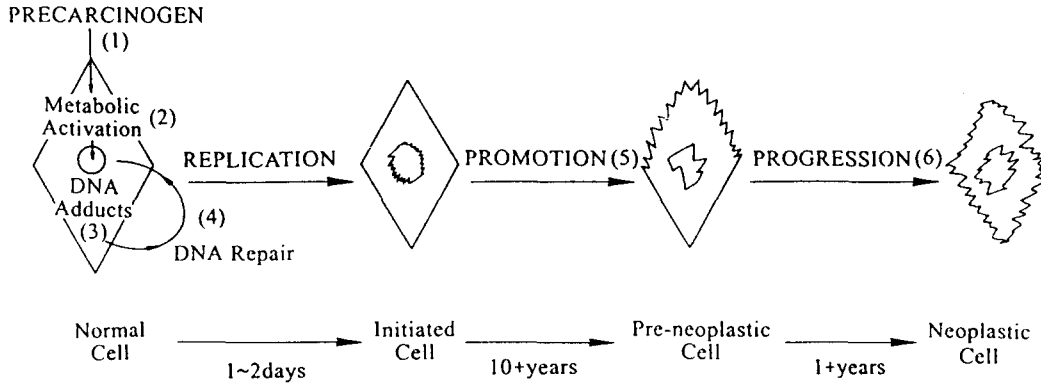 PRECARCINOGEN
(1)
Metabolic
Activation (2)
DNA
Adducts
(3)
(4)
DNA Repair
REPLICATION
PROMOTION (5)
PROGRESSION (6)
Normal
Cell
1~2days
Initiated
Cell
10+years
Pre-neoplastic
Cell
1+years
Neoplastic
Cell